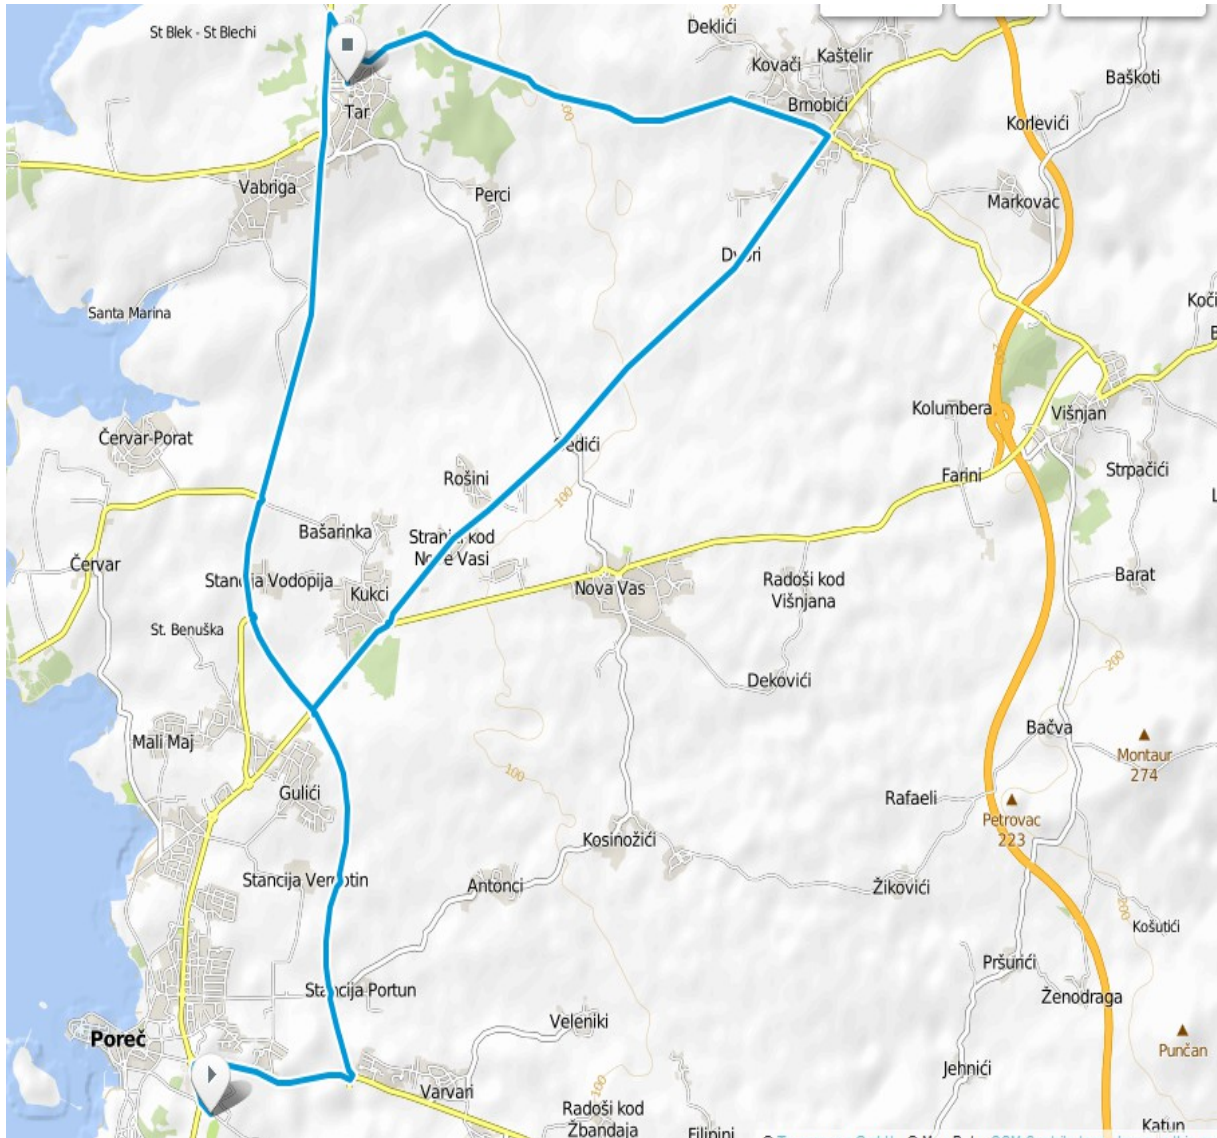 St Blek - St Blechi
Deklići
Kovači
Kaštelir
Baškoti
Tar
Brnobići
Korlevići
Vabriga
Perci
Markovac
Santa Marina
Višnjan
Kolumbera
Červar-Porat
Rošini
Farini
Strpačići
100
Bašarinka
Nova Vas
Červar
Kukci
Radoši kod
Višnjana
Barat
St. Benuška
200
Dekovići
Mali Maj
Bačva
Montaur
274
100
Gulići
Rafaeli
Petrovac
223
Kosinožići
Antonci
Žikovići
200
Košutići
Pršurići
Ženodraga
Poreč
Veleniki
Punčan
Jehnići
Varvari
100
Radoši kod
Žbandaja
Filipini
Katun